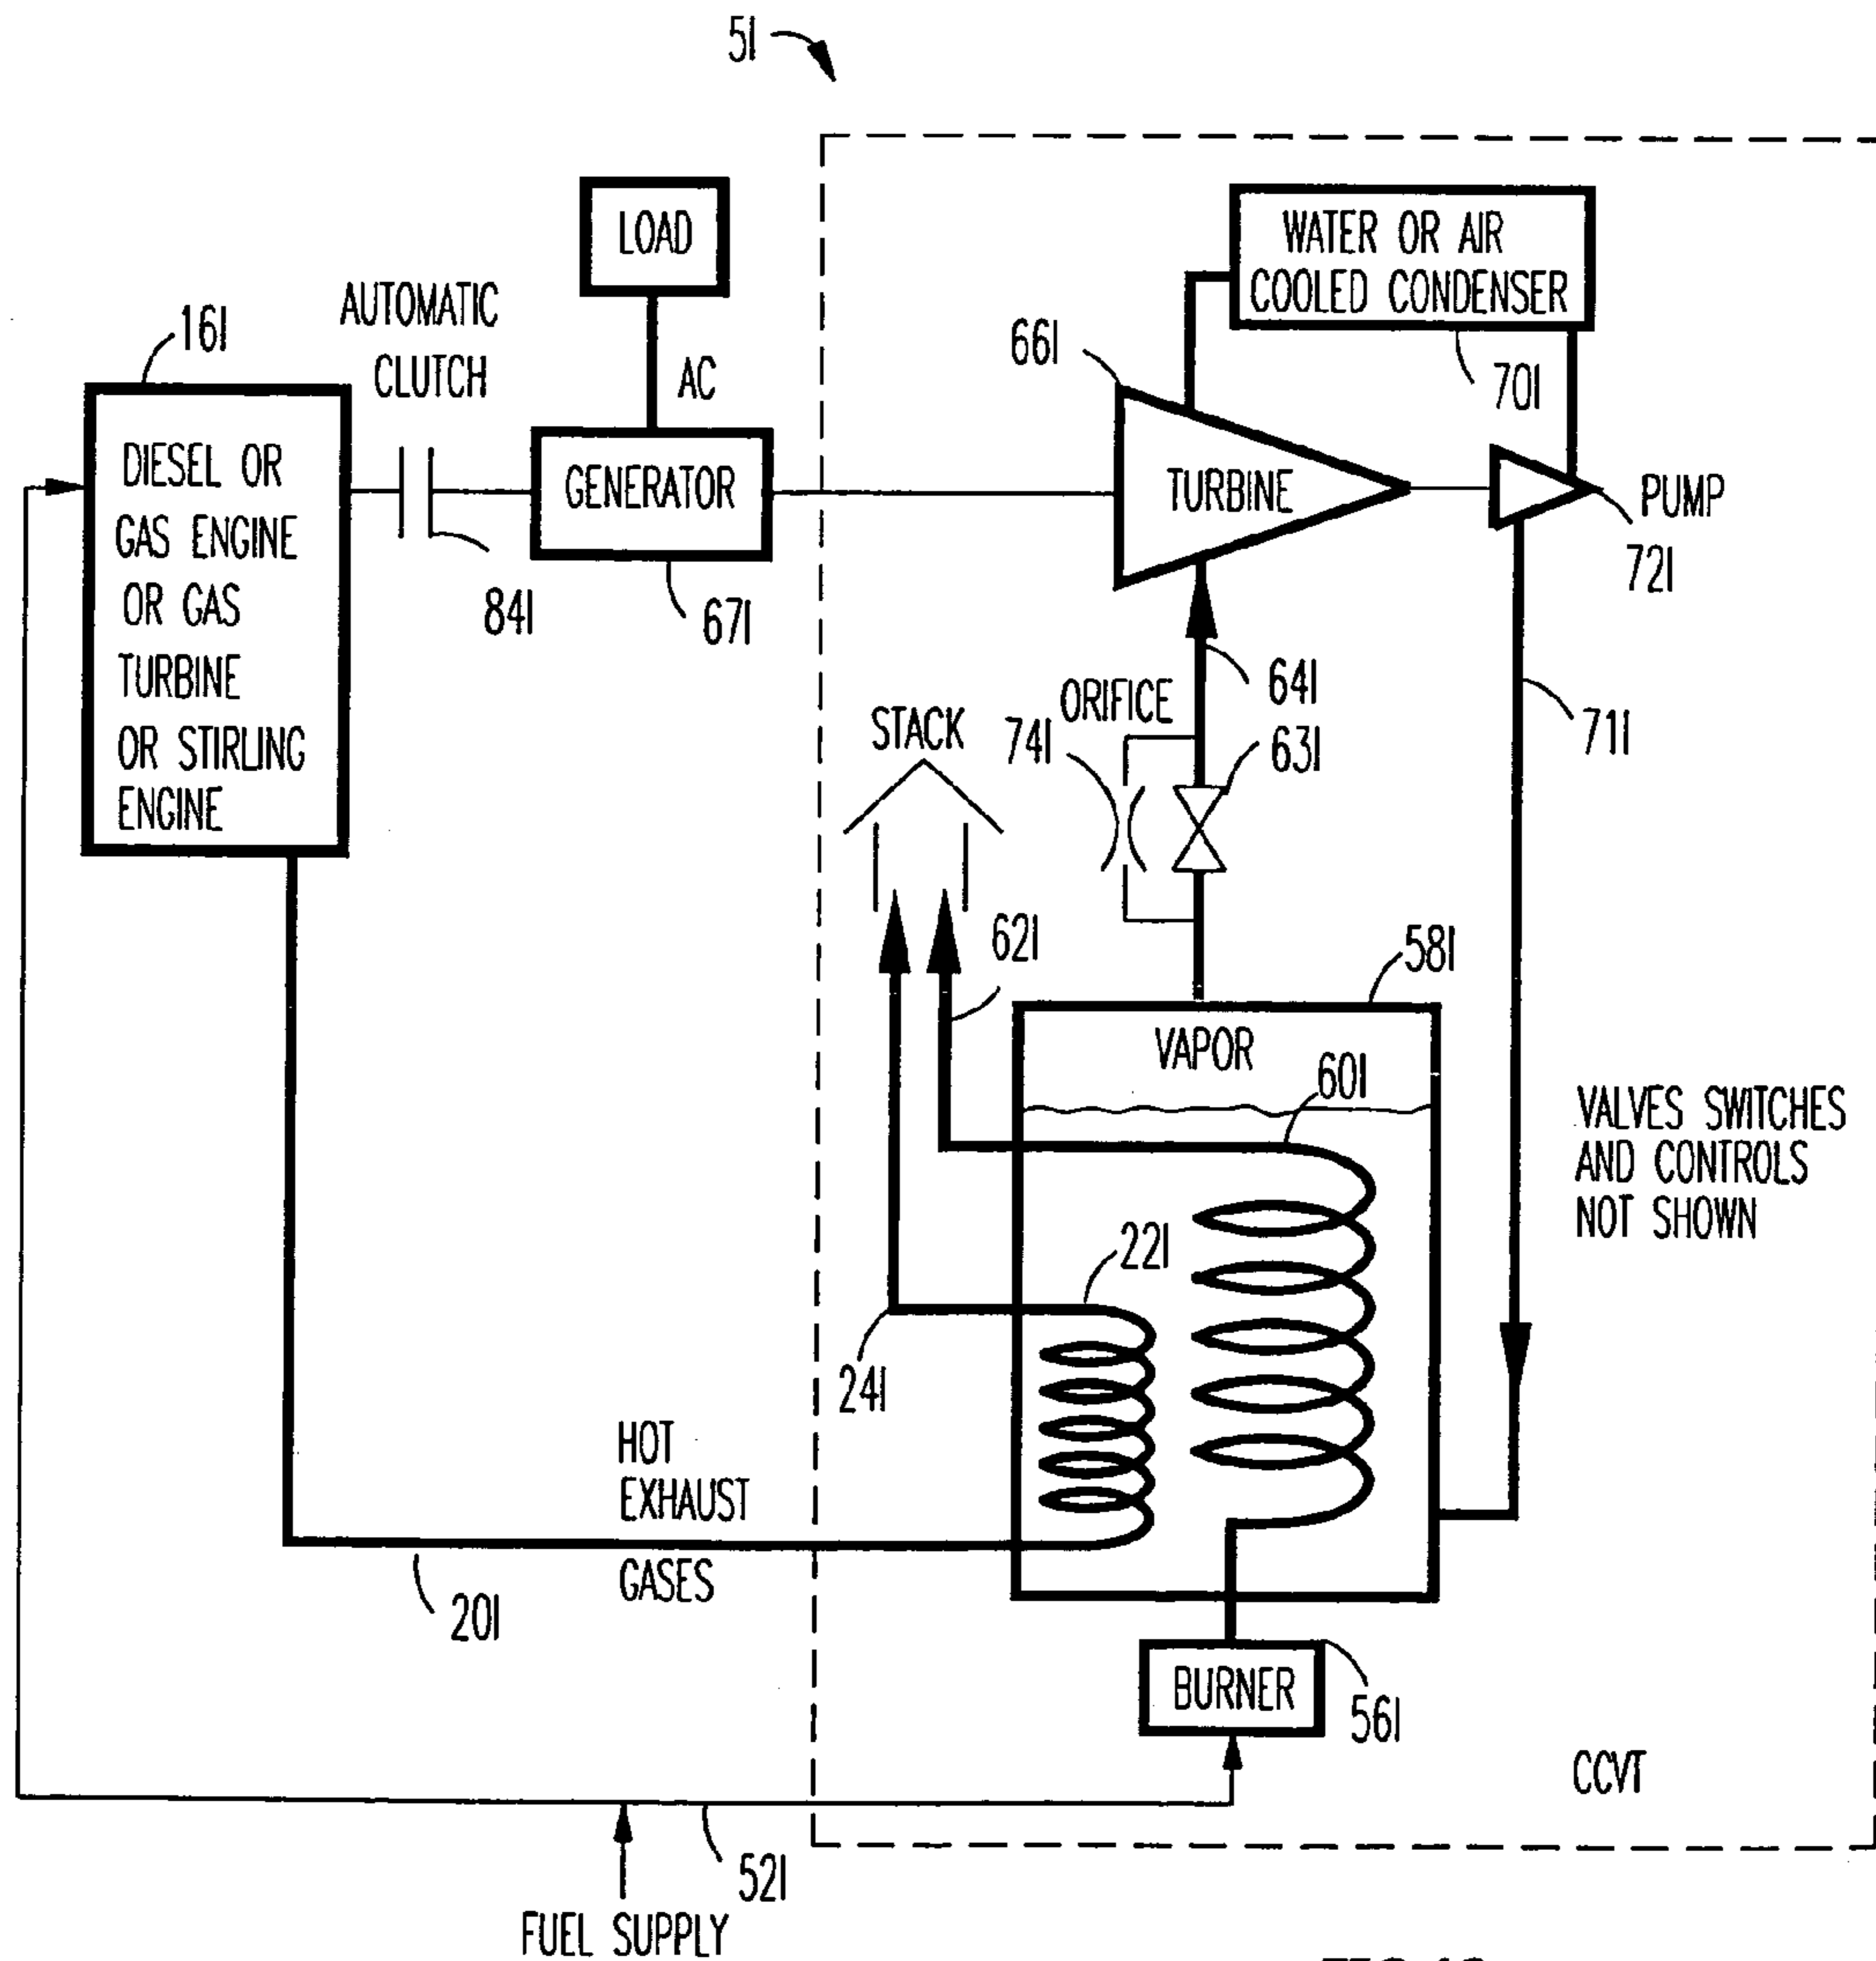 51
LOAD
WATER OR AIR
COOLED CONDENSER
AUTOMATIC
CLUTCH
161
AC
661
701
DIESEL OR
GAS ENGINE
OR GAS
TURBINE
OR STIRLING
ENGINE
GENERATOR
TURBINE
PUMP
841
671
721
641
ORIFICE
STACK
741
631
711
621
581
VAPOR
601
VALVES SWITCHES
AND CONTROLS
NOT SHOWN
221
241
HOT
EXHAUST
GASES
201
BURNER
561
CCVT
521
FUEL SUPPLY